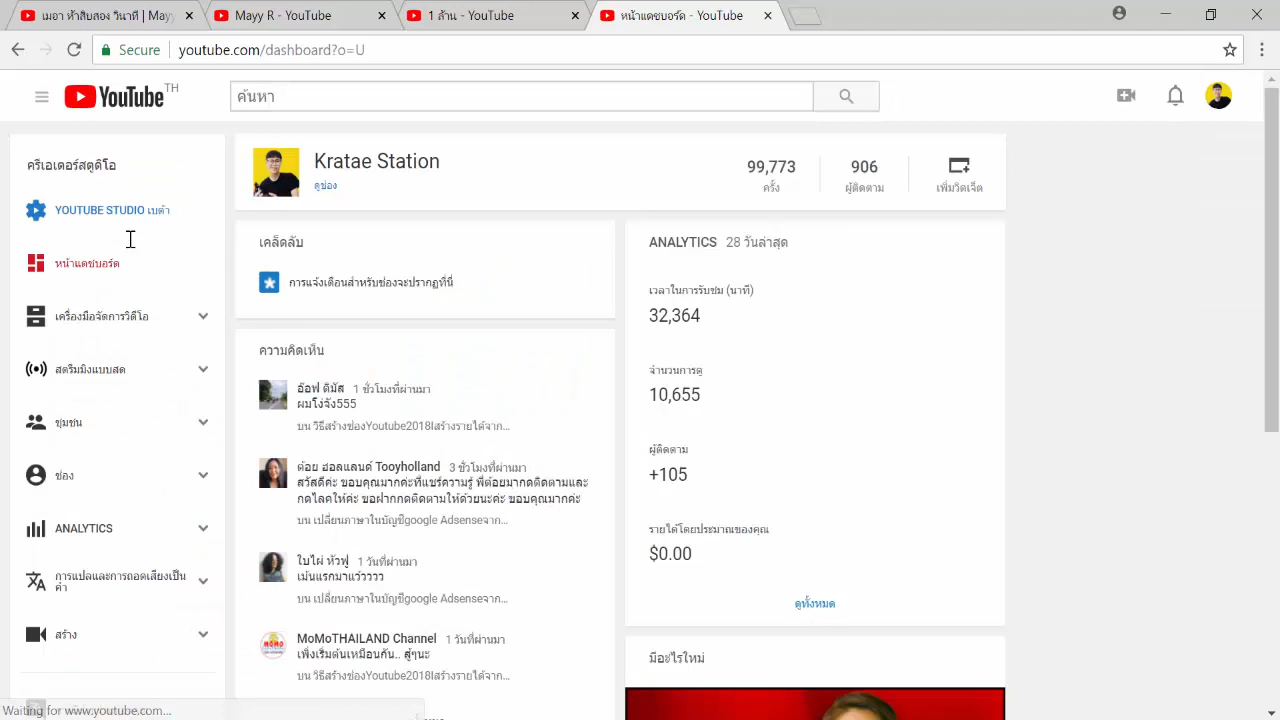 หน้าแดชบอร์ด - YouTube
Secure
youtube.com/dashboard?o=U
YouTube TH
ค้นหา
ครีเอเตอร์สตูดิโอ
YOUTUBE STUDIO เบต้า
หน้าแดชบอร์ด
เครื่องมือจัดการวิดีโอ
สตรีมมิงแบบสด
ชุมชน
ช่อง
ANALYTICS
การแปลและการถอดเสียงเป็น
คำ
สร้าง
Kratae Station
ดูช่อง
99,773
ครั้ง
906
ผู้ติดตาม
เพิ่มวิดเจ็ต
เคล็ดลับ
การแจ้งเตือนสำหรับช่องจะปรากฏที่นี่
ความคิดเห็น
อ๊อฟ ดิมัส 1 ชั่วโมงที่ผ่านมา
ผมโง่จัง555
บน วิธีสร้างช่องYoutube2018lสร้างรายได้จาก...
ต้อย ฮอลแลนด์ Tooyholland 3 ชั่วโมงที่ผ่านมา
สวัสดีค่ะ ขอบคุณมากค่ะที่แชร์ความรู้ พี่ต้อยมากดติดตามและ
กดไลค์ให้ค่ะ ขอฝากกดติดตามให้ด้วยนะค่ะ ขอบคุณมากค่ะ
บน เปลี่ยนภาษาในบัญชีgoogle Adsenseจาก...
ใบไผ่ หัวฟู 1 วันที่ผ่านมา
เม้นแรกมาแว้วววว
บน เปลี่ยนภาษาในบัญชีgoogle Adsenseจาก...
MoMoTHAILAND Channel 1 วันที่ผ่านมา
เพิ่งเริ่มต้นเหมือนกัน.. สู้ๆนะ
บน วิธีสร้างช่องYoutube2018lสร้างรายได้จาก...
ANALYTICS 28 วันล่าสุด
เวลาในการรับชม (นาที)
32,364
จำนวนการดู
10,655
ผู้ติดตาม
+105
รายได้โดยประมาณของคุณ
$0.00
ดูทั้งหมด
มีอะไรใหม่
Waiting for www.youtube.com...